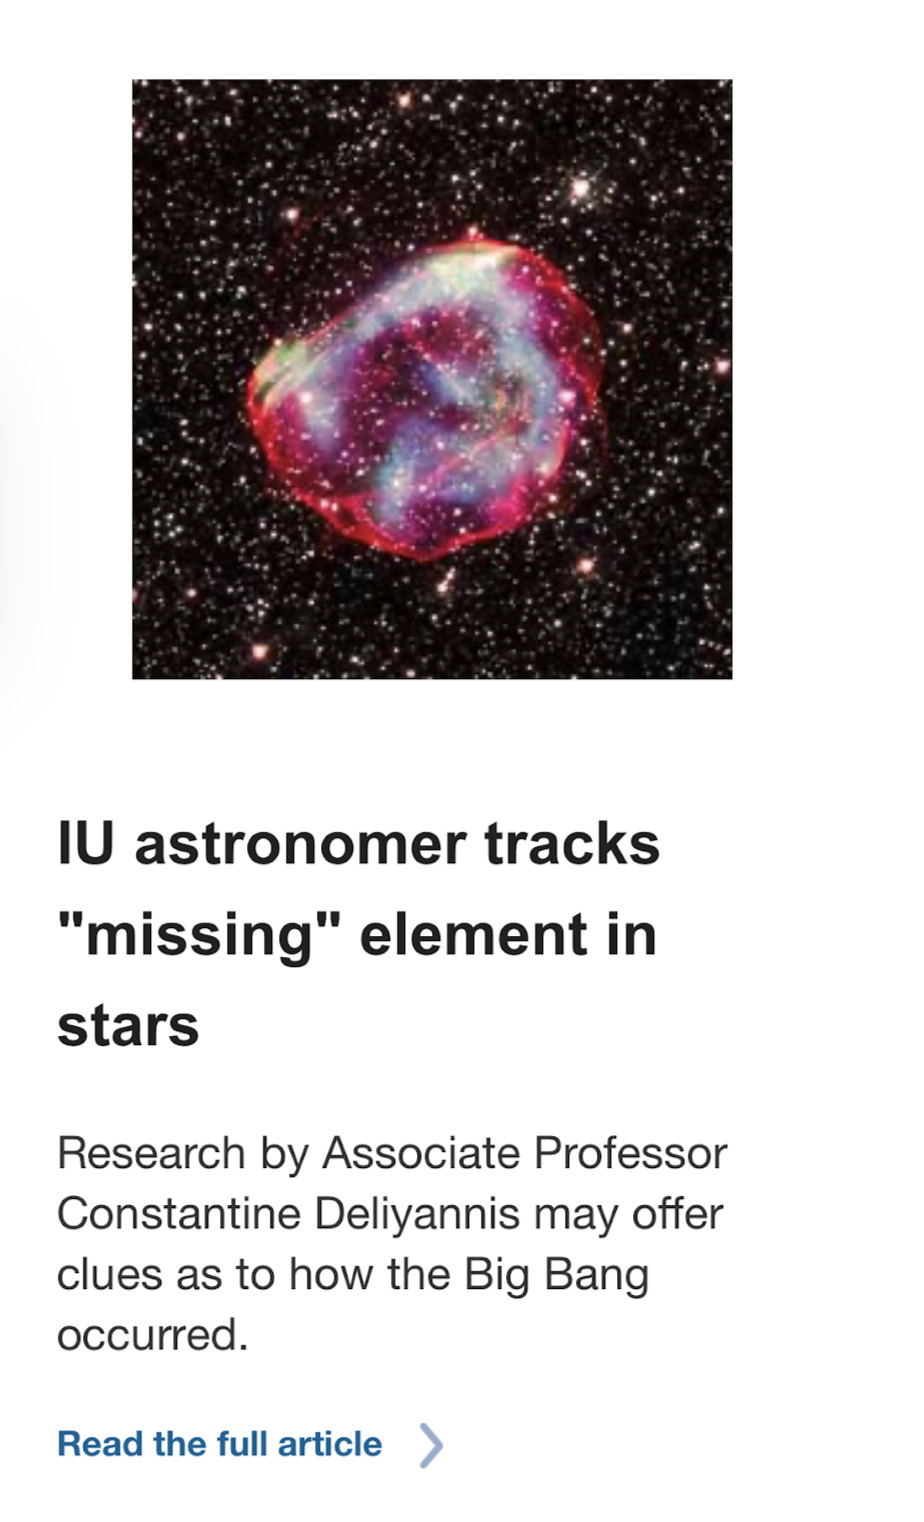 IU astronomer tracks
"missing" element in
stars
Research by Associate Professor
Constantine Deliyannis may offer
clues as to how the Big Bang
occurred.
Read the full article